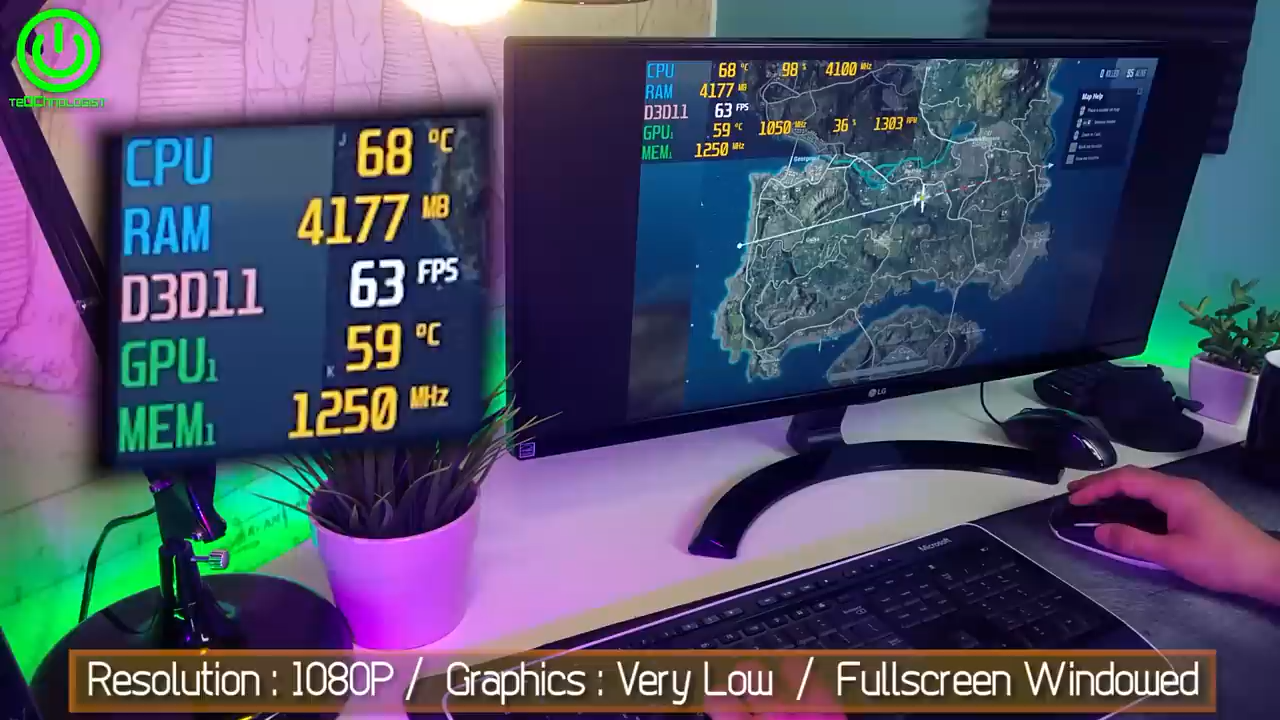 teQChnology
CPU 68 °C
RAM 4177 MB
D3D11 63 FPS
GPU1 59 °C
MEM1 1250 MHz
CPU 68 °C 98 % 4100 MHz
RAM 4177 MB
D3D11 63 FPS
GPU1 59 °C 1050 MHz 36 % 1303 RPM
MEM1 1250 MHz
Map Help
LG
Microsoft
Resolution : 1080P / Graphics : Very Low / Fullscreen Windowed